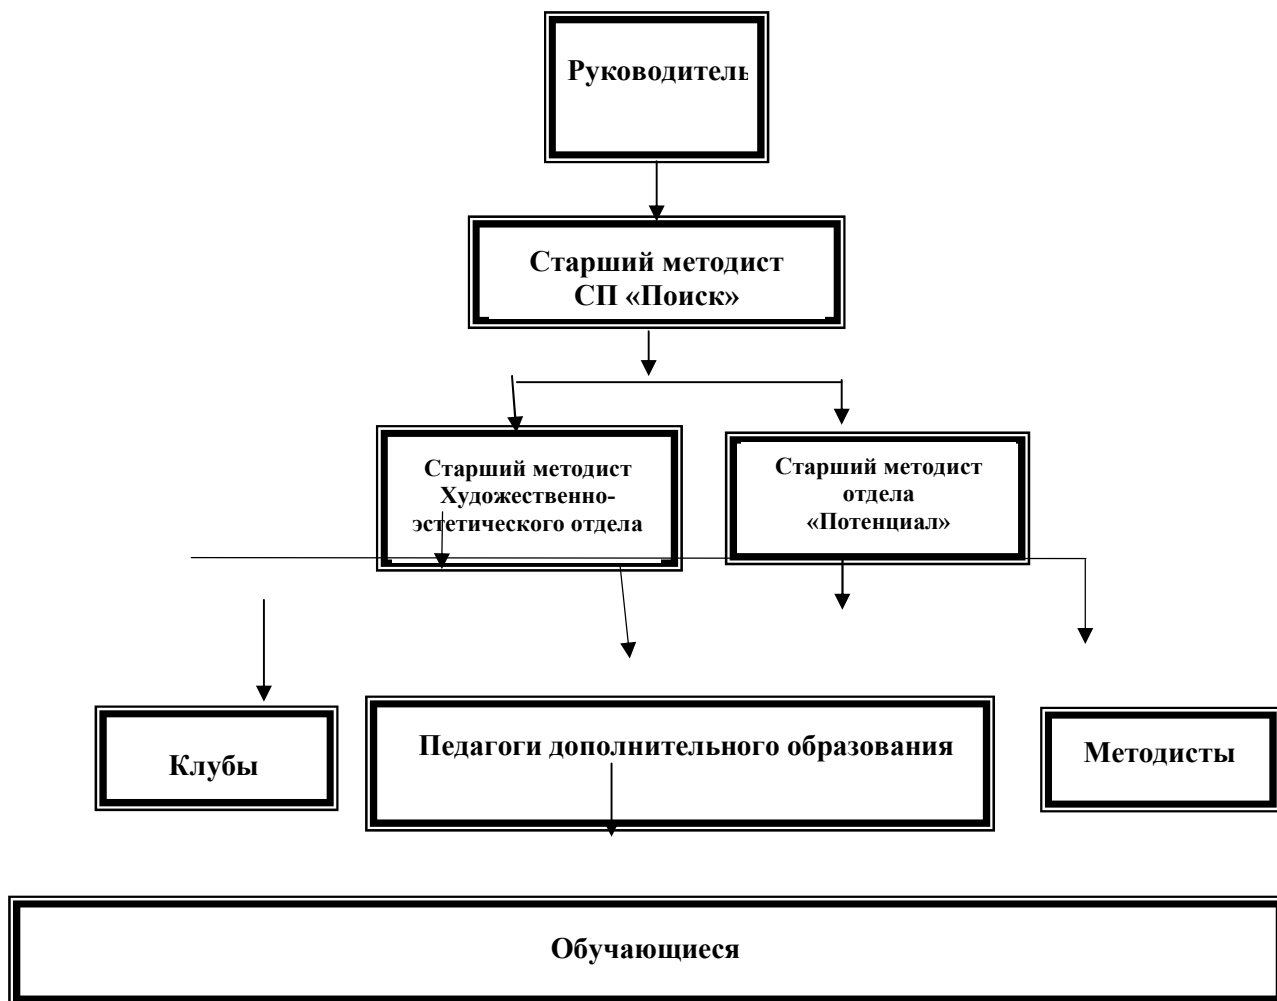 Руководитель
Старший методист
СП «Поиск»
Старший методист
Художественно-
эстетического отдела
Старший методист
отдела
«Потенциал»
Клубы
Педагоги дополнительного образования
Методисты
Обучающиеся